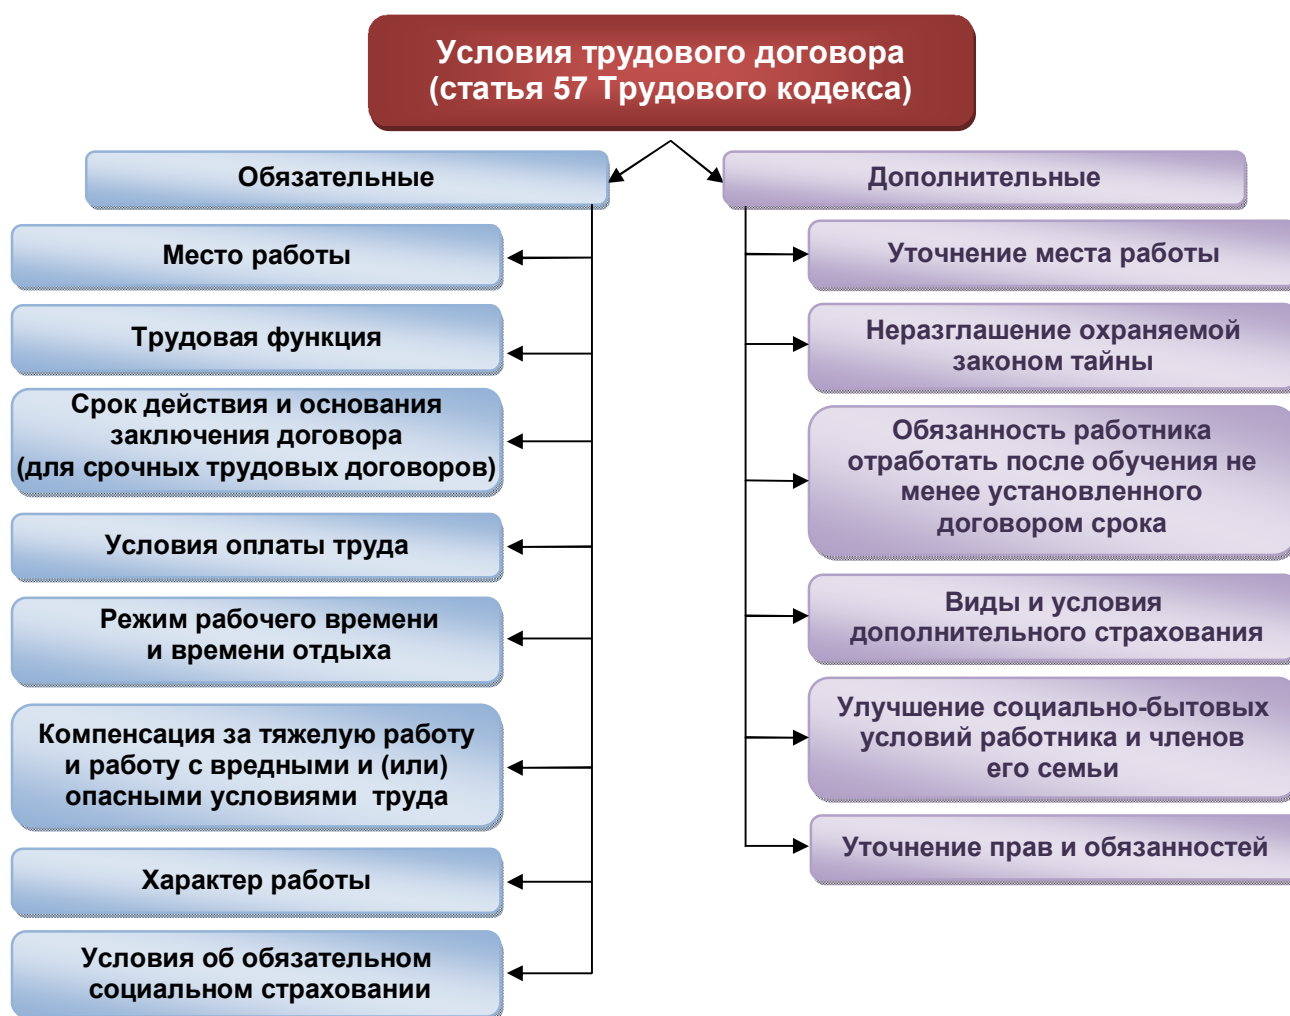 Условия трудового договора
(статья 57 Трудового кодекса)
Обязательные
Место работы
Трудовая функция
Срок действия и основания
заключения договора
(для срочных трудовых договоров)
Условия оплаты труда
Режим рабочего времени
и времени отдыха
Компенсация за тяжелую работу
и работу с вредными и (или)
опасными условиями труда
Характер работы
Условия об обязательном
социальном страховании
Дополнительные
Уточнение места работы
Неразглашение охраняемой
законом тайны
Обязанность работника
отработать после обучения не
менее установленного
договором срока
Виды и условия
дополнительного страхования
Улучшение социально-бытовых
условий работника и членов
его семьи
Уточнение прав и обязанностей